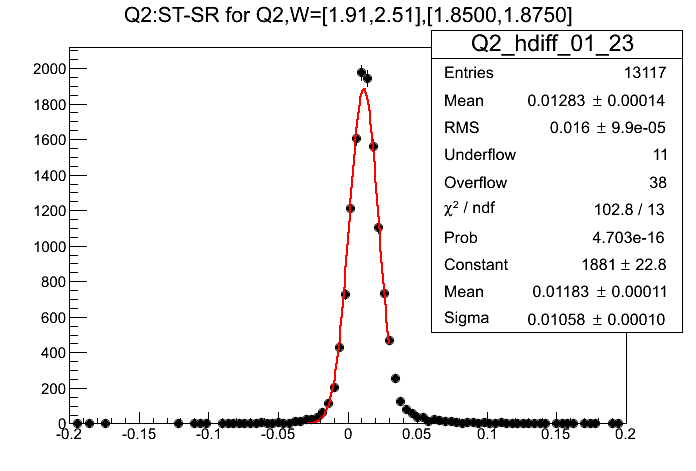 Q2:ST-SR for Q2,W=[1.91,2.51],[1.8500,1.8750]
Q2_hdiff_01_23
Entries 13117
Mean 0.01283 ± 0.00014
RMS 0.016 ± 9.9e-05
Underflow 11
Overflow 38
χ² / ndf 102.8 / 13
Prob 4.703e-16
Constant 1881 ± 22.8
Mean 0.01183 ± 0.00011
Sigma 0.01058 ± 0.00010
2000
1800
1600
1400
1200
1000
800
600
400
200
0
-0.2 -0.15 -0.1 -0.05 0 0.05 0.1 0.15 0.2